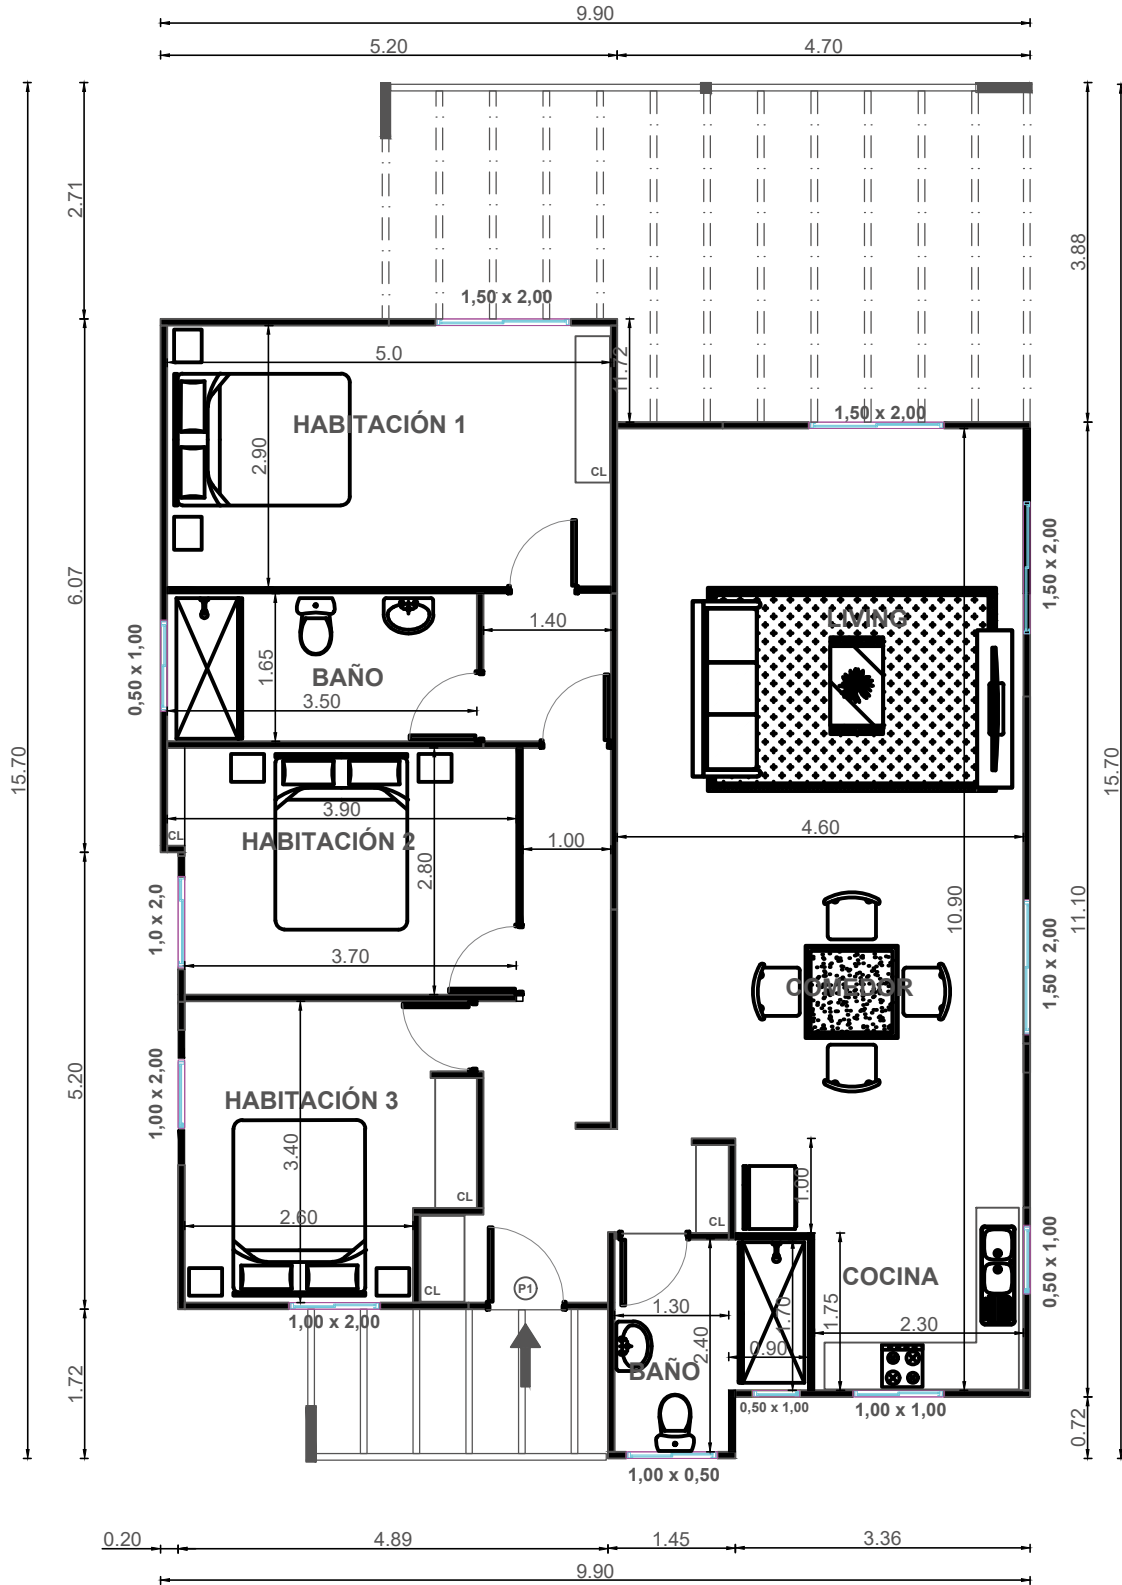 9.90
5.20
4.70
15.70
2.71
3.88
1,50 x 2,00
5.0
1,50 x 2,00
HABITACIÓN 1
2.90
CL
1,50 x 2,00
6.07
1.40
LIVING
0,50 x 1,00
1.65
BAÑO
3.50
15.70
15.70
3.90
4.60
HABITACIÓN 2
CL
1.00
2.80
10.90
11.10
1,0 x 2,0
3.70
COMEDOR
1,50 x 2,00
5.20
1,00 x 2,00
HABITACIÓN 3
3.40
CL
1.00
2.60
CL
CL
P1
COCINA
0,50 x 1,00
1,00 x 2,00
1.30
1.70
1.75
2.30
2.40
0.90
BAÑO
1.72
0,50 x 1,00
1,00 x 1,00
0.72
1,00 x 0,50
0.20
4.89
1.45
3.36
9.90